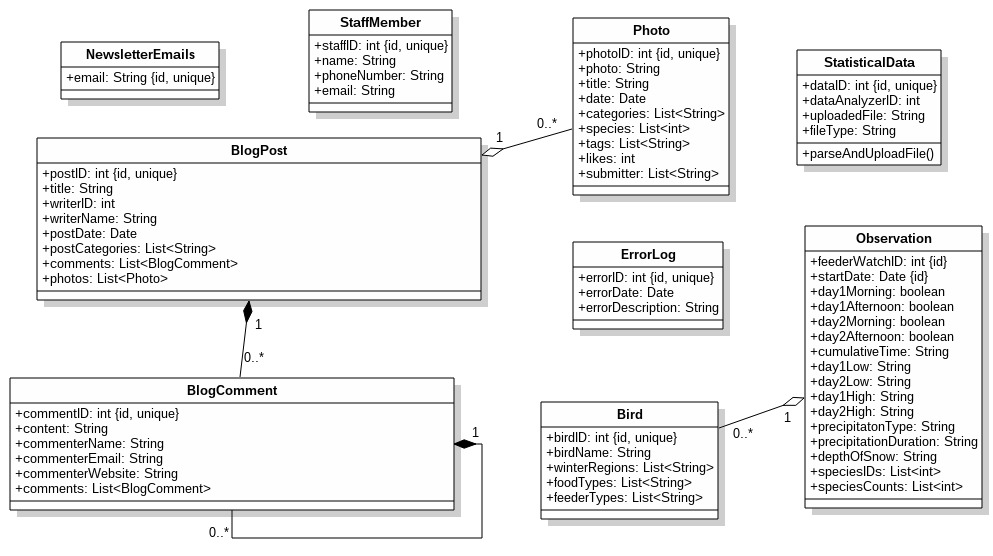 NewsletterEmails
+email: String {id, unique}
StaffMember
+staffID: int {id, unique}
+name: String
+phoneNumber: String
+email: String
Photo
+photoID: int {id, unique}
+photo: String
+title: String
+date: Date
+categories: List<String>
+species: List<int>
+tags: List<String>
+likes: int
+submitter: List<String>
StatisticalData
+dataID: int {id, unique}
+dataAnalyzerID: int
+uploadedFile: String
+fileType: String
+parseAndUploadFile()
1
0..*
BlogPost
+postID: int {id, unique}
+title: String
+writerID: int
+writerName: String
+postDate: Date
+postCategories: List<String>
+comments: List<BlogComment>
+photos: List<Photo>
1
0..*
ErrorLog
+errorID: int {id, unique}
+errorDate: Date
+errorDescription: String
Observation
+feederWatchID: int {id}
+startDate: Date {id}
+day1Morning: boolean
+day1Afternoon: boolean
+day2Morning: boolean
+day2Afternoon: boolean
+cumulativeTime: String
+day1Low: String
+day2Low: String
+day1High: String
+day2High: String
+precipitatonType: String
+precipitationDuration: String
+depthOfSnow: String
+speciesIDs: List<int>
+speciesCounts: List<int>
BlogComment
+commentID: int {id, unique}
+content: String
+commenterName: String
+commenterEmail: String
+commenterWebsite: String
+comments: List<BlogComment>
1
0..*
Bird
+birdID: int {id, unique}
+birdName: String
+winterRegions: List<String>
+foodTypes: List<String>
+feederTypes: List<String>
0..*
1